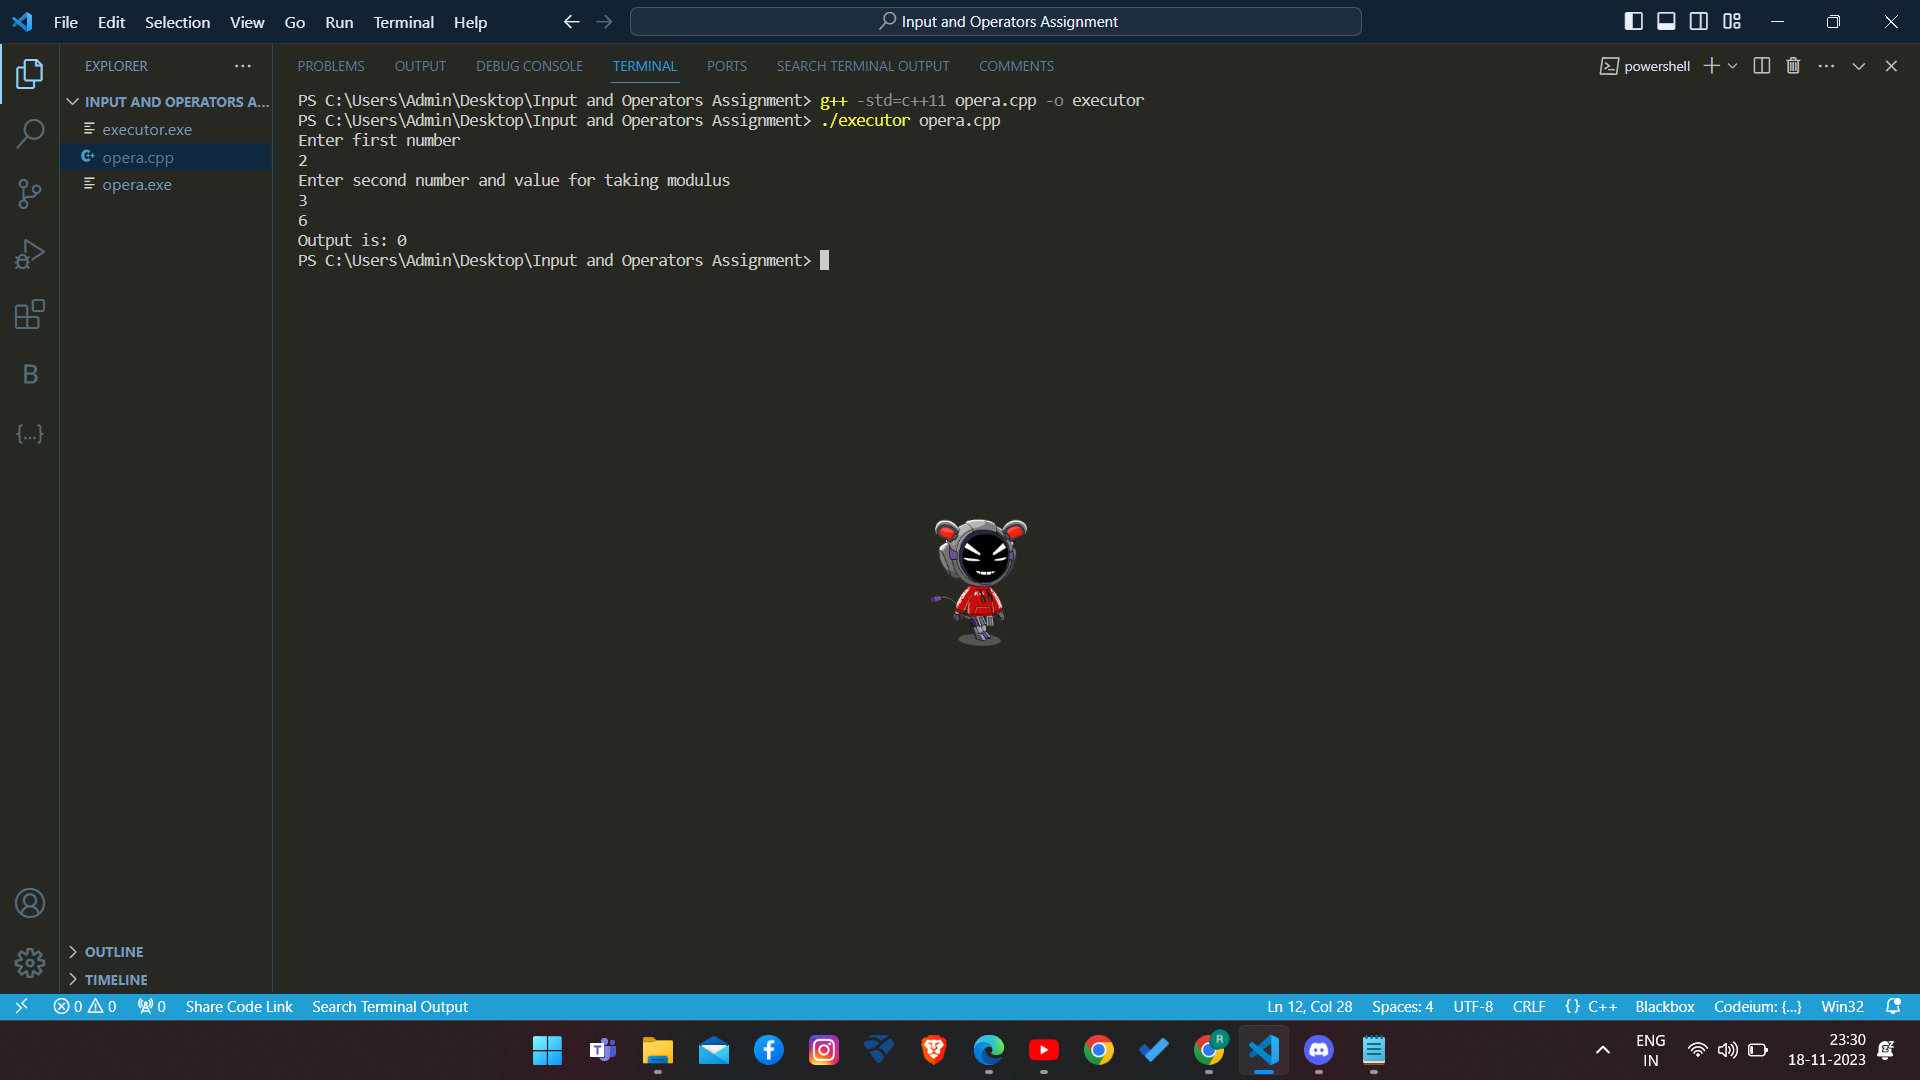 File Edit Selection View Go Run Terminal Help
Input and Operators Assignment
EXPLORER
INPUT AND OPERATORS A...
executor.exe
opera.cpp
opera.exe
OUTLINE
TIMELINE
PROBLEMS OUTPUT DEBUG CONSOLE TERMINAL PORTS SEARCH TERMINAL OUTPUT COMMENTS
powershell
PS C:\Users\Admin\Desktop\Input and Operators Assignment> g++ -std=c++11 opera.cpp -o executor
PS C:\Users\Admin\Desktop\Input and Operators Assignment> ./executor opera.cpp
Enter first number
2
Enter second number and value for taking modulus
3
6
Output is: 0
PS C:\Users\Admin\Desktop\Input and Operators Assignment>
B
{...}
0 0 0 Share Code Link Search Terminal Output
Ln 12, Col 28 Spaces: 4 UTF-8 CRLF {} C++ Blackbox Codeium: {...} Win32
R
ENG
IN
23:30
18-11-2023